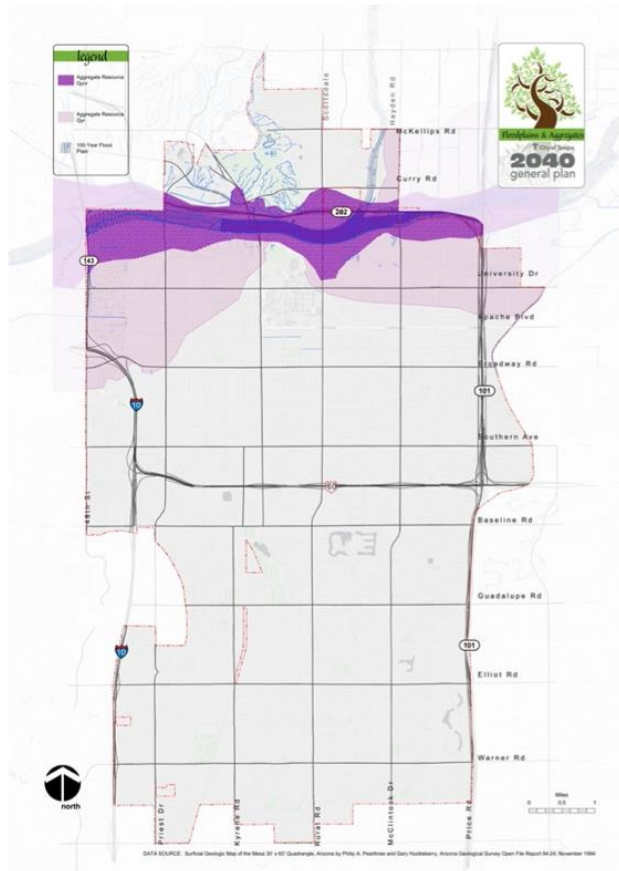 legend
Aggregate Resource
Aggregate Resource
100-Year Flood
Plain
Floodplains & Aggregates
City of Tempe
2040
general plan
Scottsdale
Hayden Rd
McKellips Rd
Curry Rd
202
143
University Dr
Apache Blvd
Broadway Rd
10
101
Southern Ave
60
48th St
Baseline Rd
Guadalupe Rd
10
101
Elliot Rd
Warner Rd
north
Priest Dr
Kyrene Rd
Rural Rd
McClintock Dr
Price Rd
Miles
0 0.5 1
DATA SOURCE: Surficial Geologic Map of the Mesa 30' x 60' Quadrangle, Arizona by Philip A. Pearthree and Gary Huckleberry, Arizona Geological Survey Open File Report 94-24, November 1994